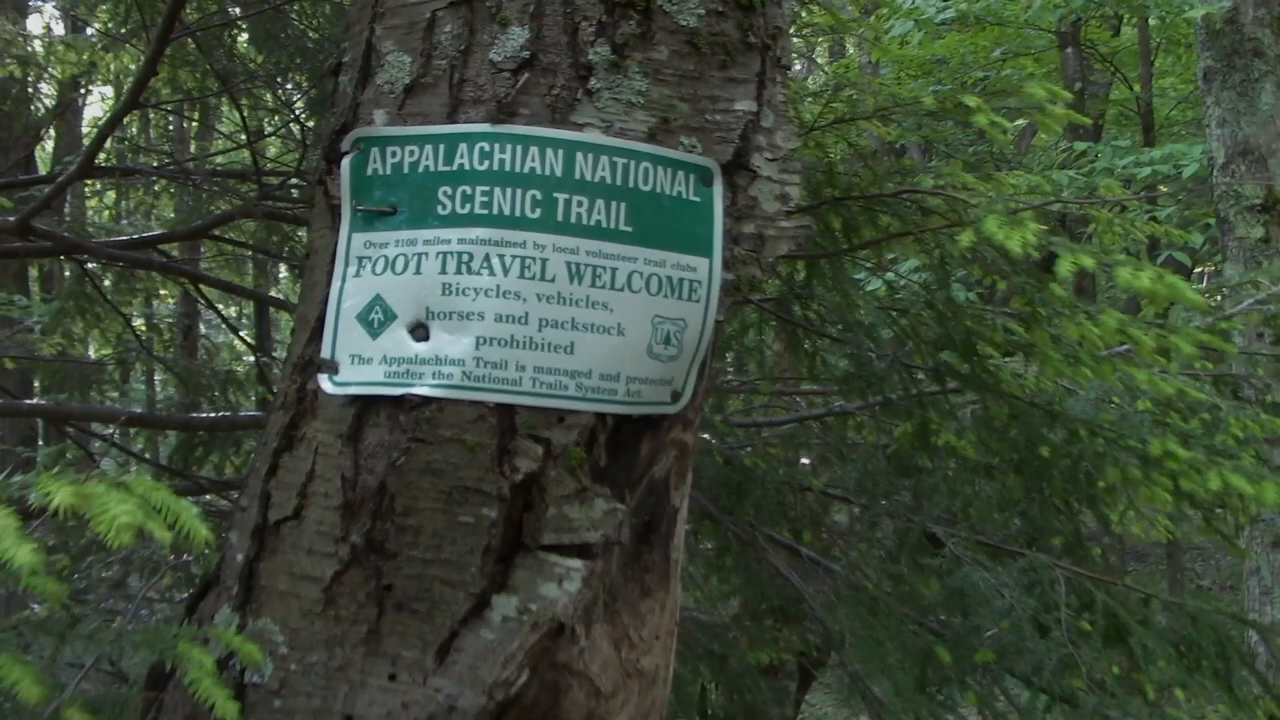 APPALACHIAN NATIONAL
SCENIC TRAIL
Over 2100 miles maintained by local volunteer trail clubs
FOOT TRAVEL WELCOME
Bicycles, vehicles,
horses and packstock
prohibited
UAS
The Appalachian Trail is managed and protected
under the National Trails System Act.